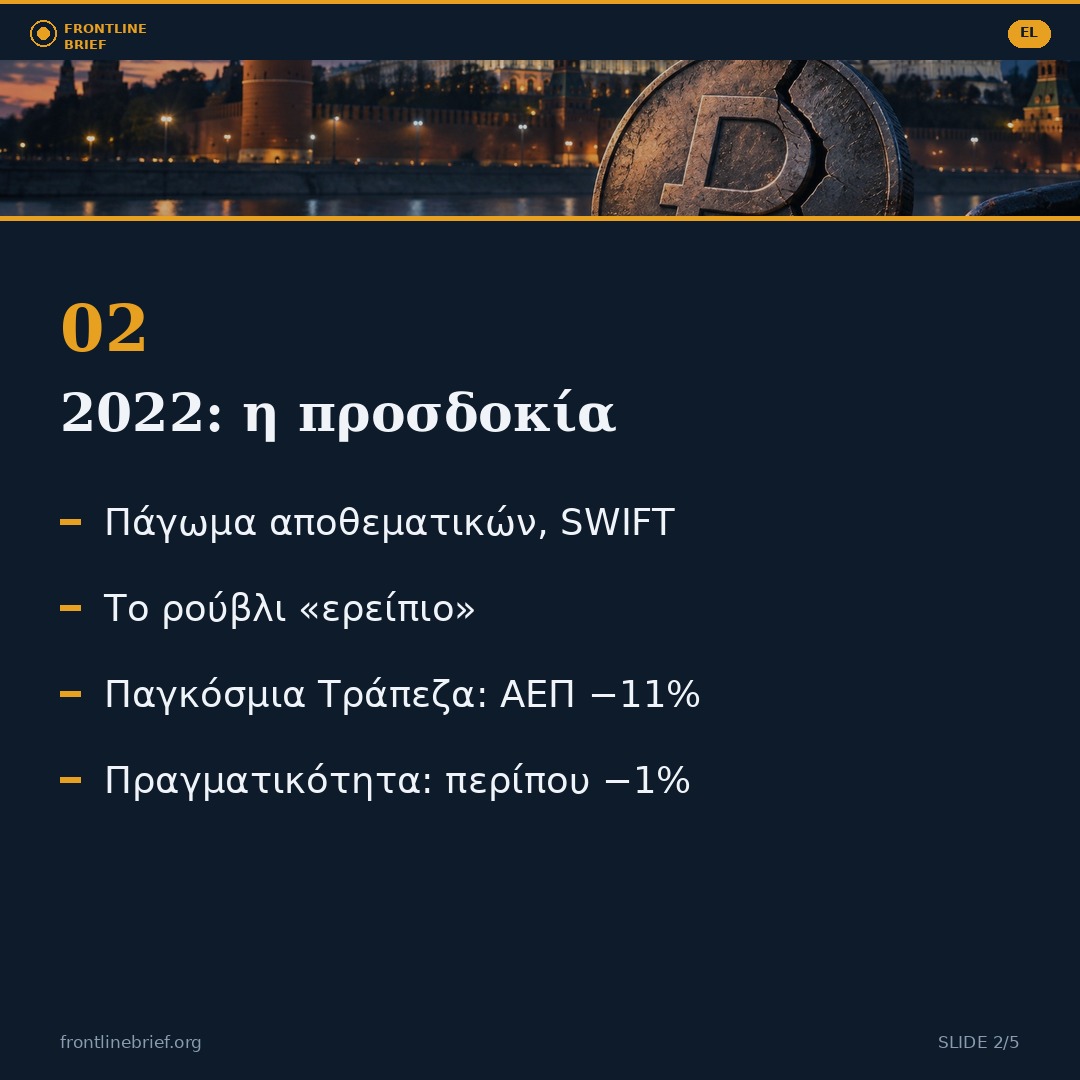 FRONTLINE
BRIEF
EL
02
2022: η προσδοκία
Πάγωμα αποθεματικών, SWIFT
Το ρούβλι «ερείπιο»
Παγκόσμια Τράπεζα: ΑΕΠ −11%
Πραγματικότητα: περίπου −1%
frontlinebrief.org
SLIDE 2/5